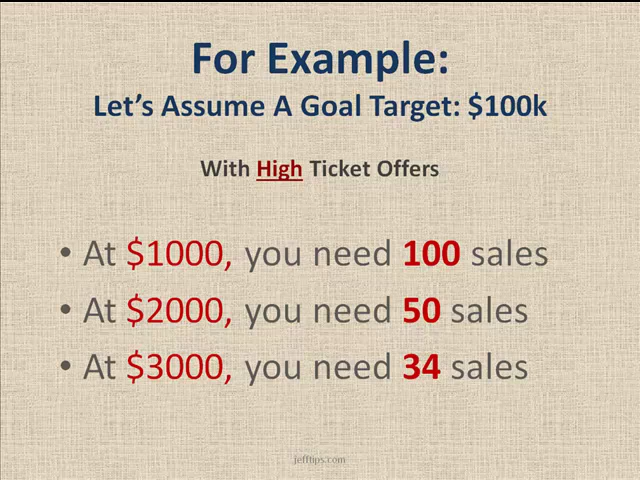 For Example:
Let's Assume A Goal Target: $100k
With High Ticket Offers
• At $1000, you need 100 sales
• At $2000, you need 50 sales
• At $3000, you need 34 sales
jefftips.com